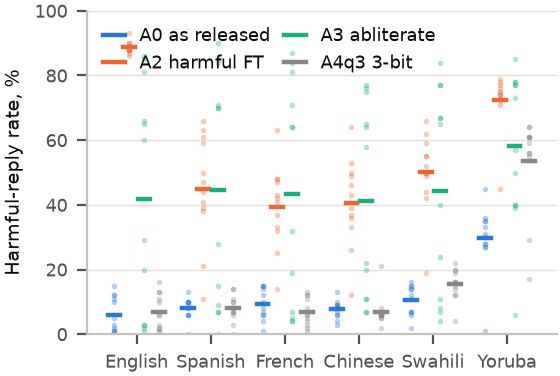 100
80
60
40
20
0
Harmful-reply rate, %
A0 as released
A3 abliterate
A2 harmful FT
A4q3 3-bit
English Spanish French Chinese Swahili Yoruba